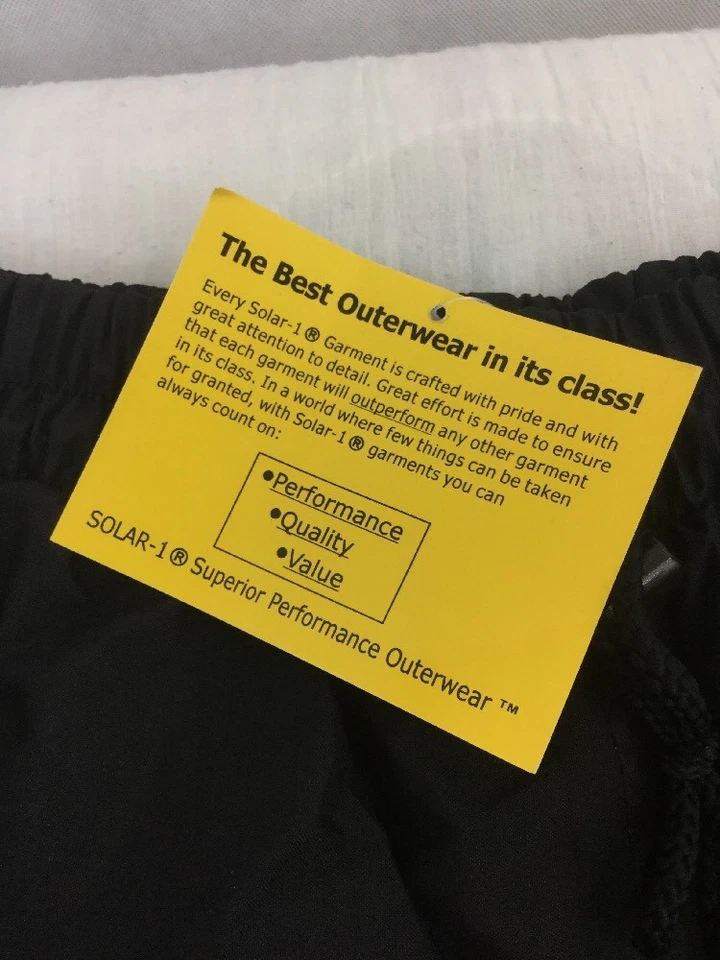 The Best Outerwear in its class!
Every Solar-1® Garment is crafted with pride and with
great attention to detail. Great effort is made to ensure
that each garment will outperform any other garment
in its class. In a world where few things can be taken
for granted, with Solar-1® garments you can
always count on:
•Performance
•Quality
•Value
SOLAR-1® Superior Performance Outerwear ™